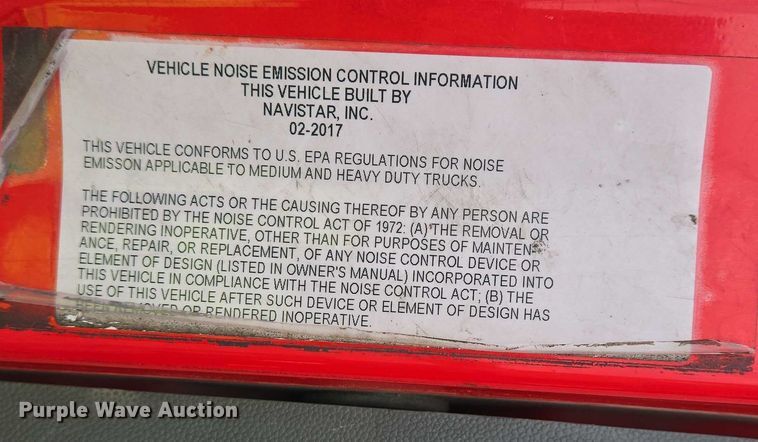 VEHICLE NOISE EMISSION CONTROL INFORMATION
THIS VEHICLE BUILT BY
NAVISTAR, INC.
02-2017
THIS VEHICLE CONFORMS TO U.S. EPA REGULATIONS FOR NOISE
EMISSON APPLICABLE TO MEDIUM AND HEAVY DUTY TRUCKS.
THE FOLLOWING ACTS OR THE CAUSING THEREOF BY ANY PERSON ARE
PROHIBITED BY THE NOISE CONTROL ACT OF 1972: (A) THE REMOVAL OR
RENDERING INOPERATIVE, OTHER THAN FOR PURPOSES OF MAINTEN-
ANCE, REPAIR, OR REPLACEMENT, OF ANY NOISE CONTROL DEVICE OR
ELEMENT OF DESIGN (LISTED IN OWNER'S MANUAL) INCORPORATED INTO
THIS VEHICLE IN COMPLIANCE WITH THE NOISE CONTROL ACT; (B) THE
USE OF THIS VEHICLE AFTER SUCH DEVICE OR ELEMENT OF DESIGN HAS
BEEN REMOVED OR RENDERED INOPERATIVE.
Purple Wave Auction